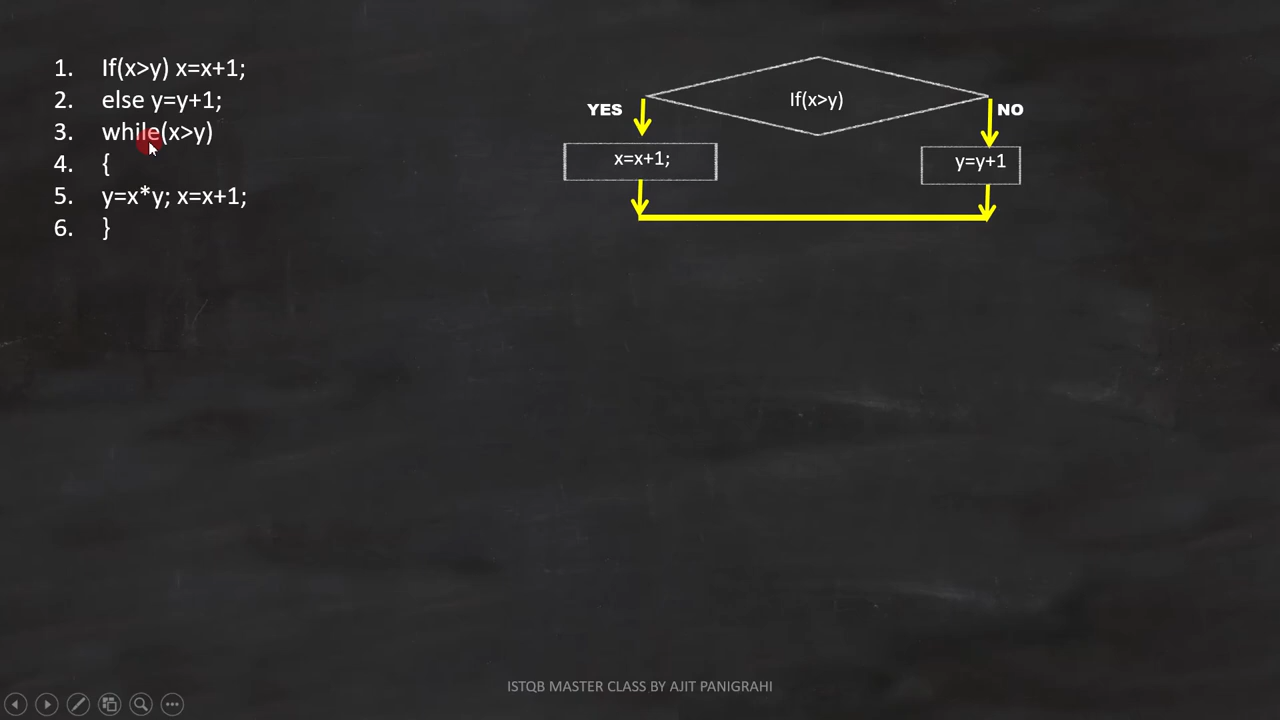 1. If(x>y) x=x+1;
2. else y=y+1;
3. while(x>y)
4. {
5. y=x*y; x=x+1;
6. }
If(x>y)
YES
NO
x=x+1;
y=y+1
ISTQB MASTER CLASS BY AJIT PANIGRAHI